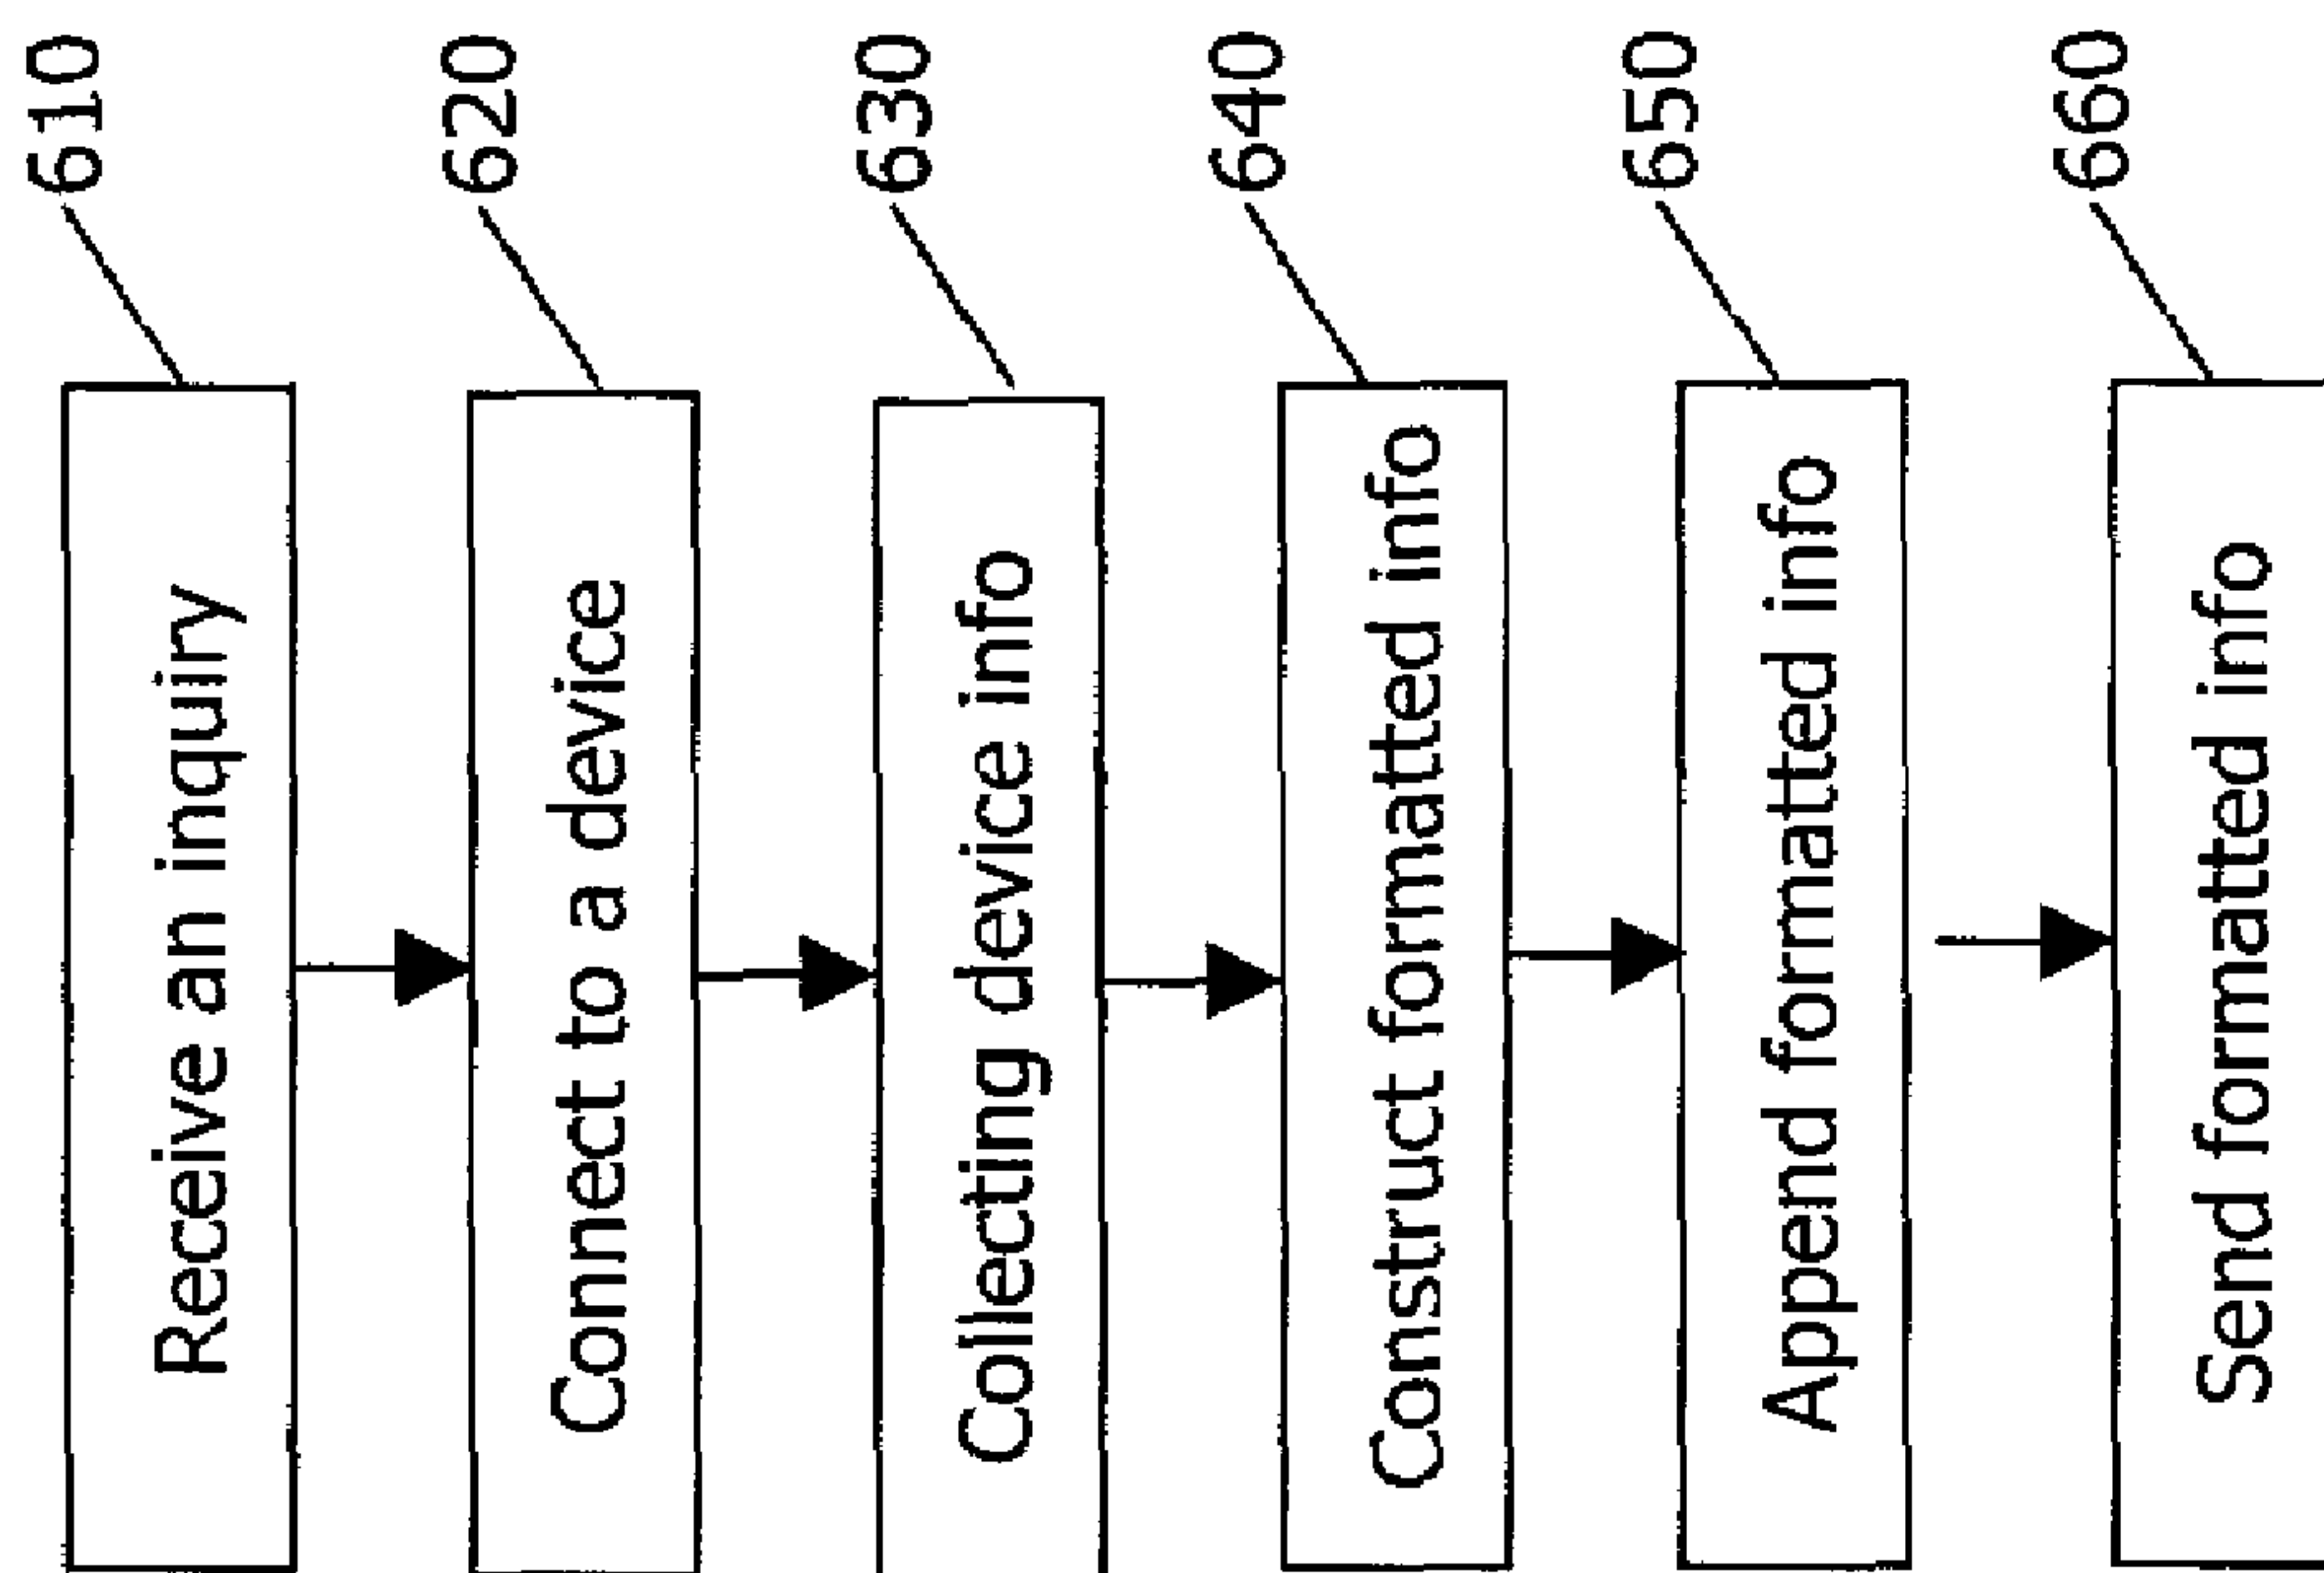 Receive an inquiry
610
Connect to a device
620
Collecting device info
630
Construct formatted info
640
Append formatted info
650
Send formatted info
660